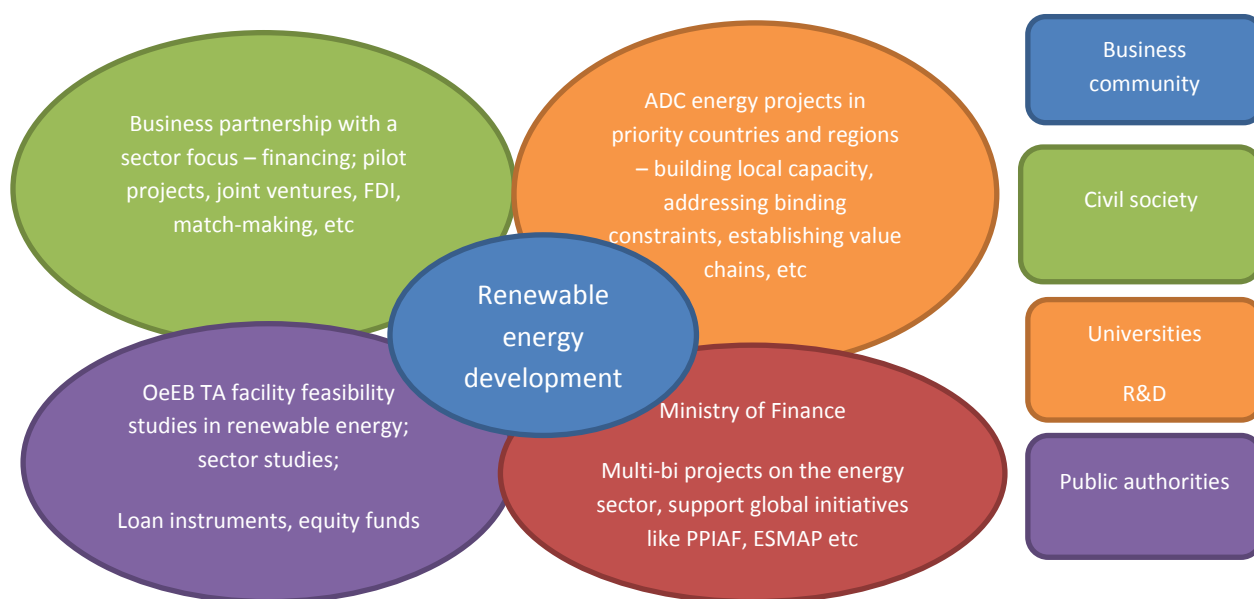 Business partnership with a
sector focus – financing; pilot
projects, joint ventures, FDI,
match-making, etc
ADC energy projects in
priority countries and regions
– building local capacity,
addressing binding
constraints, establishing value
chains, etc
Renewable
energy
development
OeEB TA facility feasibility
studies in renewable energy;
sector studies;
Loan instruments, equity funds
Ministry of Finance
Multi-bi projects on the energy
sector, support global initiatives
like PPIAF, ESMAP etc
Business
community
Civil society
Universities
R&D
Public authorities